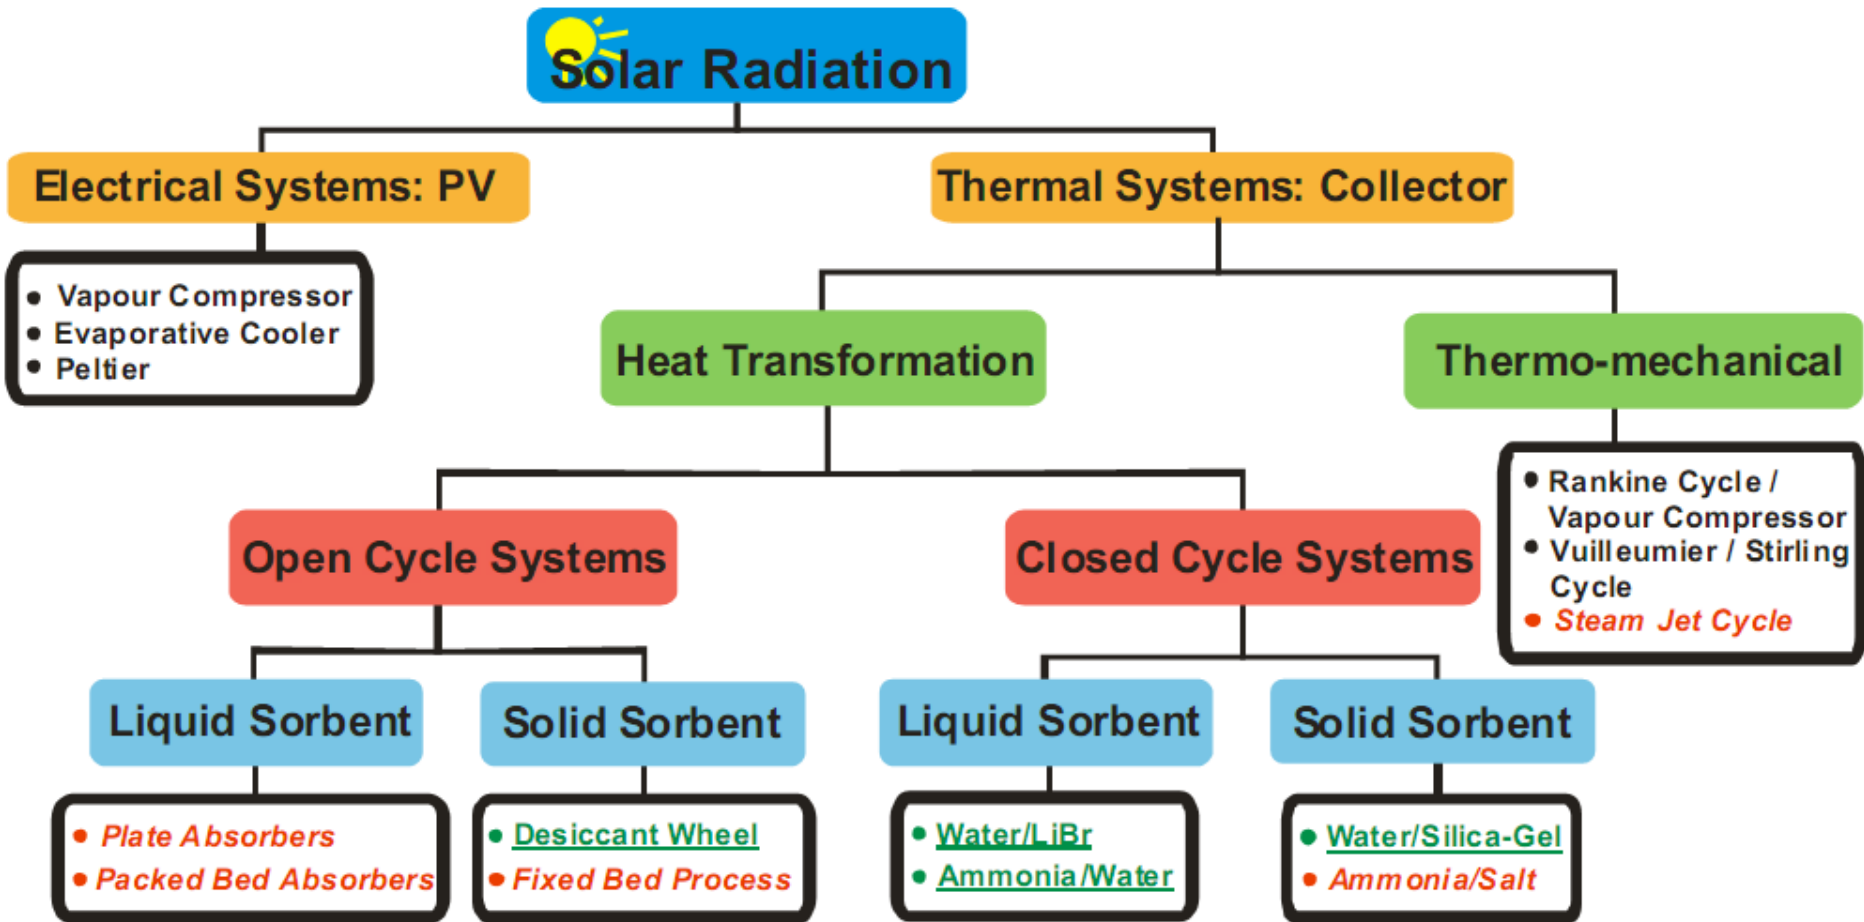 Solar Radiation
Electrical Systems: PV
Thermal Systems: Collector
• Vapour Compressor
• Evaporative Cooler
• Peltier
Heat Transformation
Thermo-mechanical
• Rankine Cycle /
Vapour Compressor
• Vuilleumier / Stirling
Cycle
• Steam Jet Cycle
Open Cycle Systems
Closed Cycle Systems
Liquid Sorbent
Solid Sorbent
Liquid Sorbent
Solid Sorbent
• Plate Absorbers
• Packed Bed Absorbers
• Desiccant Wheel
• Fixed Bed Process
• Water/LiBr
• Ammonia/Water
• Water/Silica-Gel
• Ammonia/Salt